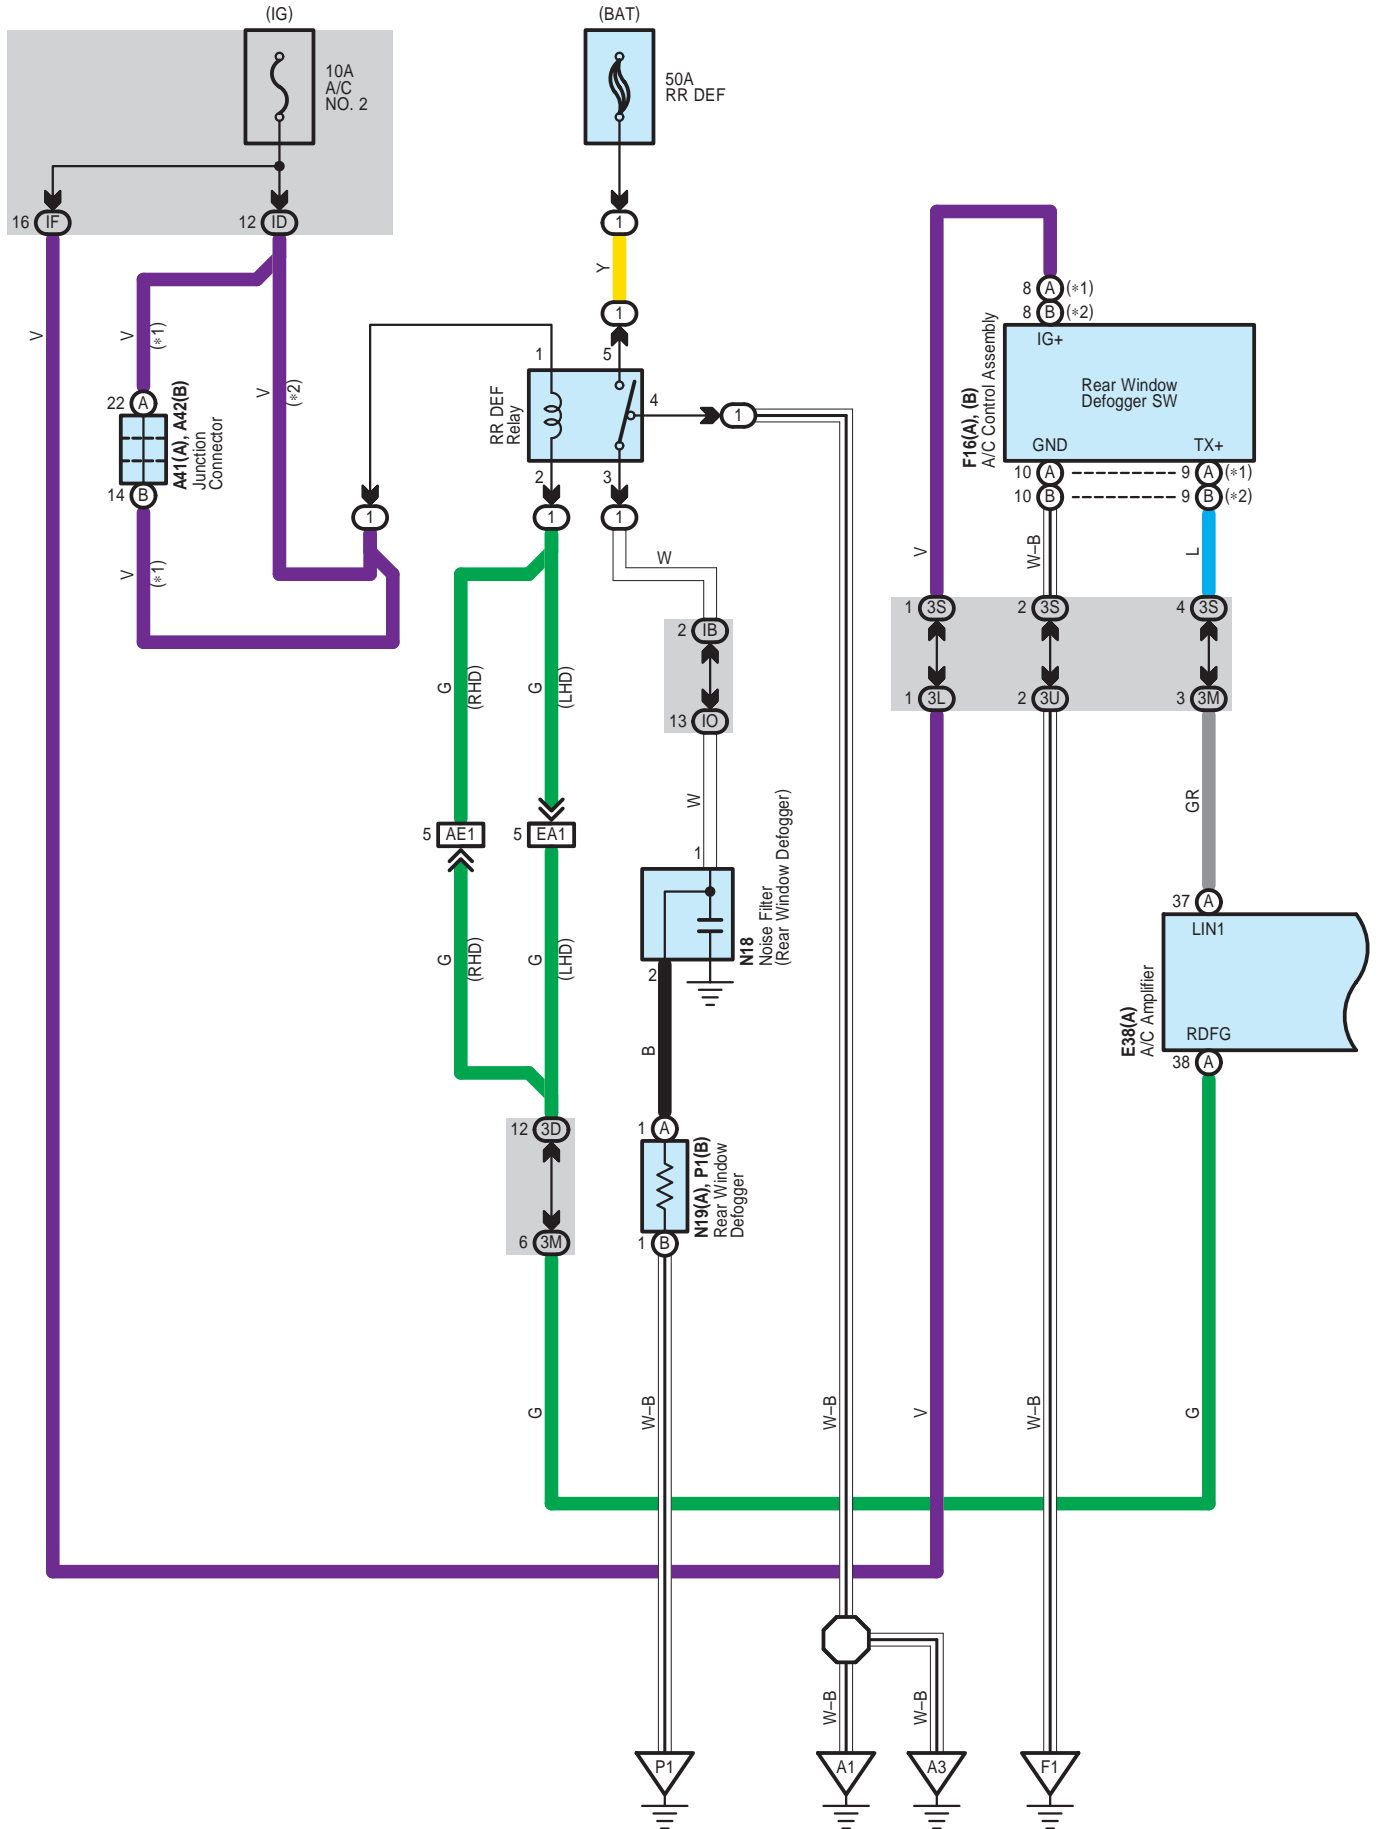 (IG)
(BAT)
10A
A/C
NO. 2
50A
RR DEF
16 IF
12 ID
1
Y
1
8 A (*1)
8 B (*2)
IG+
Rear Window
Defogger SW
GND
TX+
F16(A), (B)
A/C Control Assembly
10 A
9 A (*1)
10 B
9 B (*2)
V
V
(*1)
V
(*2)
22 A
14 B
A41(A), A42(B)
Junction
Connector
V
(*1)
1
5
4
RR DEF
Relay
2
3
1
1
1
1
W
V
W–B
L
1 3S
2 3S
4 3S
1 3L
2 3U
3 3M
2 IB
13 IO
G
(RHD)
G
(LHD)
W
GR
5 AE1
5 EA1
1
N18
Noise Filter
(Rear Window Defogger)
2
37 A
LIN1
E38(A)
A/C Amplifier
RDFG
38 A
G
(RHD)
G
(LHD)
B
12 3D
6 3M
1 A
1 B
N19(A), P1(B)
Rear Window
Defogger
G
W–B
W–B
V
W–B
G
W–B
W–B
P1
A1
A3
F1